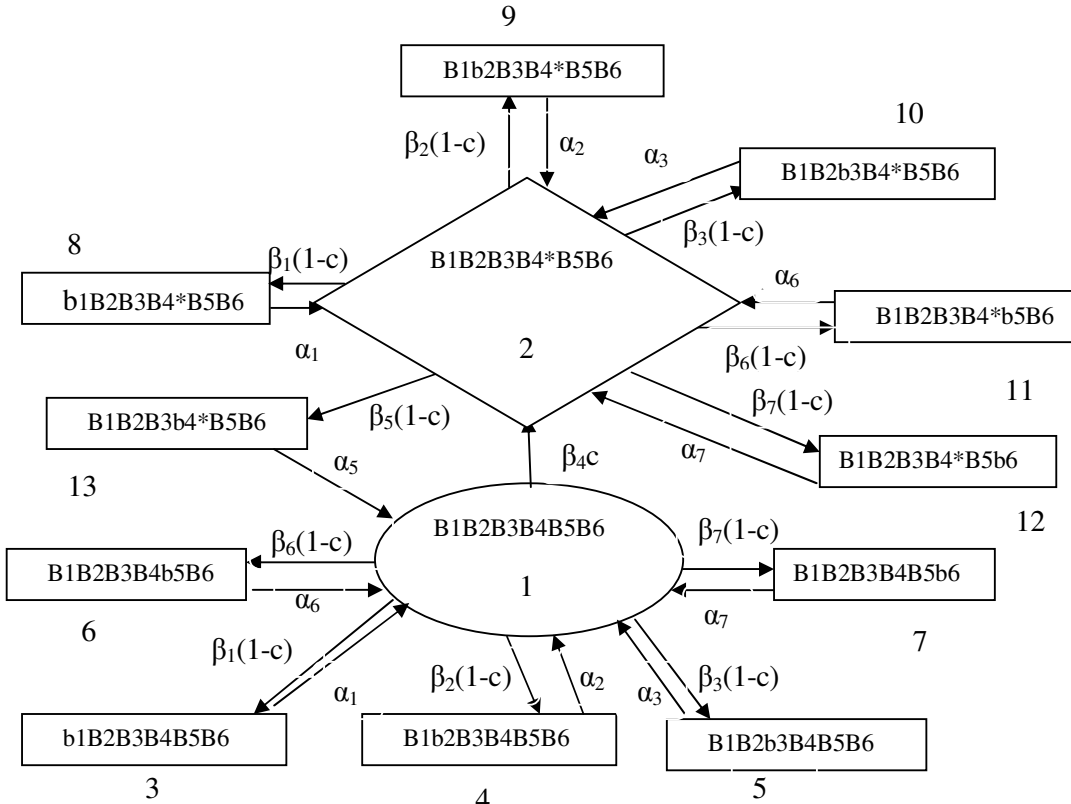 9
B1b2B3B4*B5B6
β₂(1-c)
α₂
10
α₃
B1B2b3B4*B5B6
β₃(1-c)
8
β₁(1-c)
B1B2B3B4*B5B6
b1B2B3B4*B5B6
α₆
B1B2B3B4*b5B6
α₁
2
β₆(1-c)
11
B1B2B3b4*B5B6
β₅(1-c)
β₇(1-c)
α₅
β₄c
α₇
B1B2B3B4*B5b6
13
12
B1B2B3B4B5B6
β₆(1-c)
β₇(1-c)
B1B2B3B4b5B6
1
B1B2B3B4B5b6
α₆
α₇
6
7
β₁(1-c)
α₁
β₂(1-c)
α₂
α₃
β₃(1-c)
b1B2B3B4B5B6
B1b2B3B4B5B6
B1B2b3B4B5B6
3
4
5